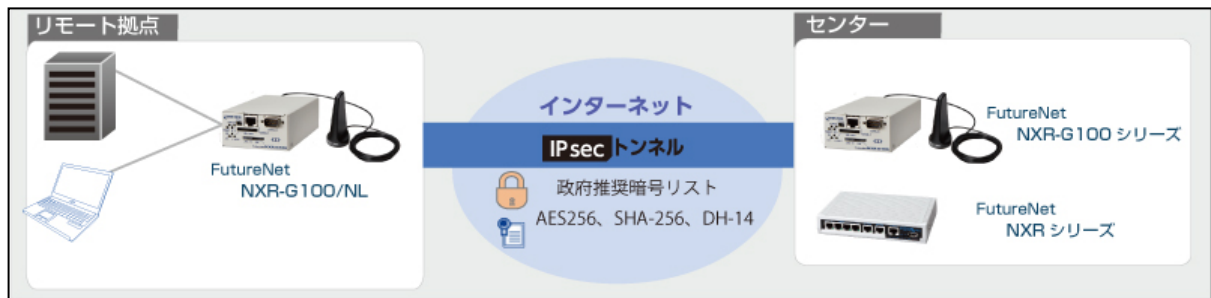 リモート拠点
FutureNet
NXR-G100/NL
インターネット
IPsec トンネル
政府推奨暗号リスト
AES256、SHA-256、DH-14
センター
FutureNet
NXR-G100 シリーズ
FutureNet
NXR シリーズ